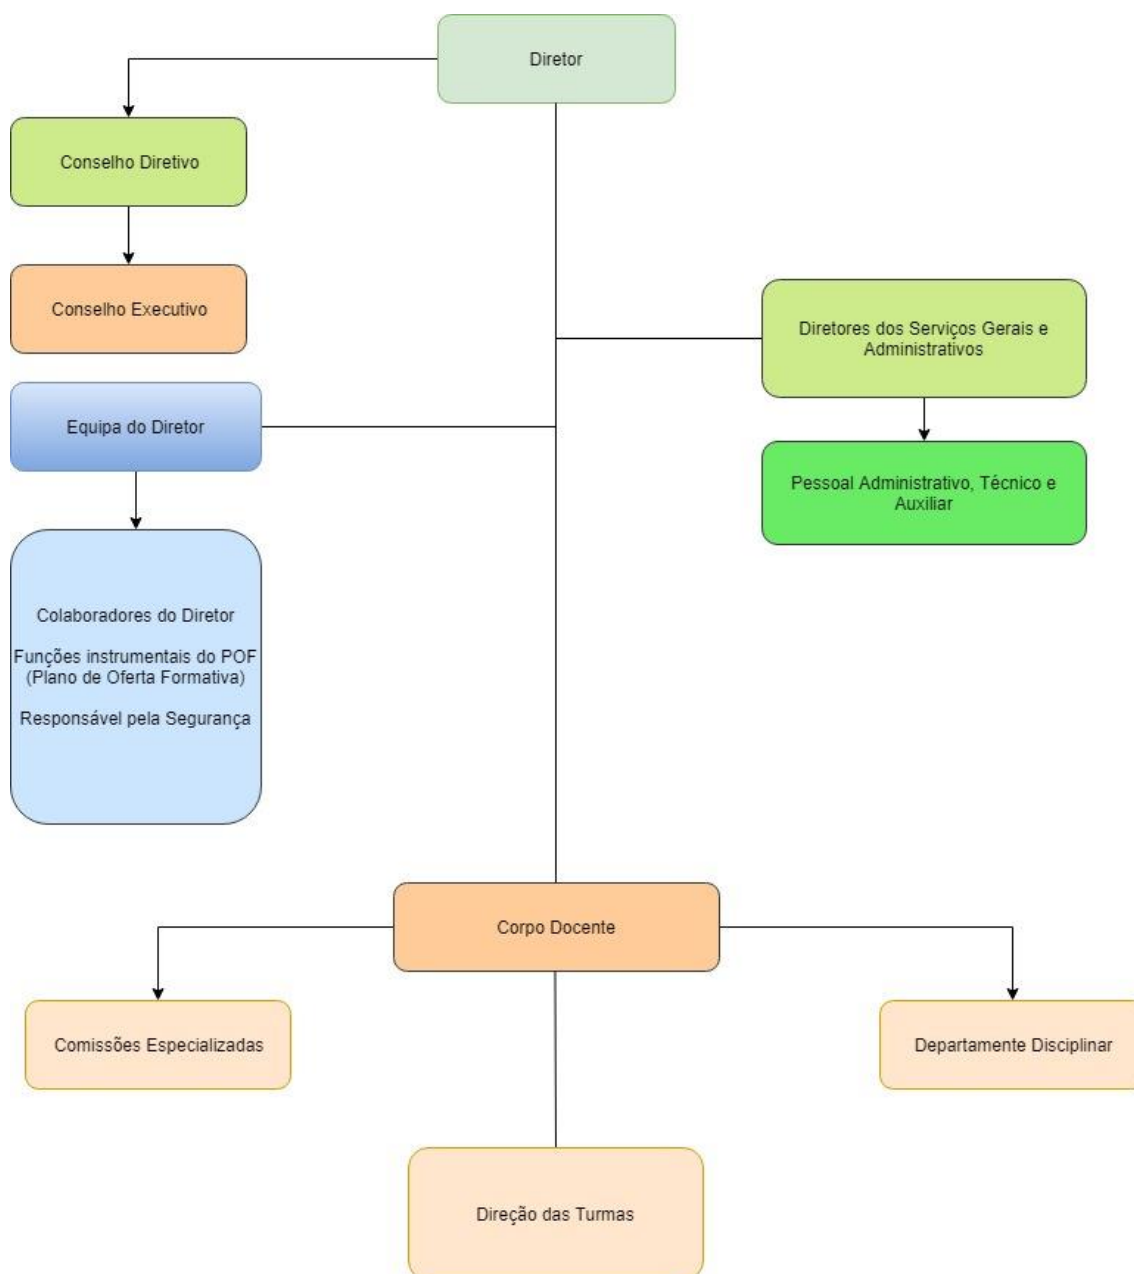 Diretor
Conselho Diretivo
Conselho Executivo
Diretores dos Serviços Gerais e
Administrativos
Equipa do Diretor
Pessoal Administrativo, Técnico e
Auxiliar
Colaboradores do Diretor
Funções instrumentais do POF
(Plano de Oferta Formativa)
Responsável pela Segurança
Corpo Docente
Comissões Especializadas
Departamente Disciplinar
Direção das Turmas